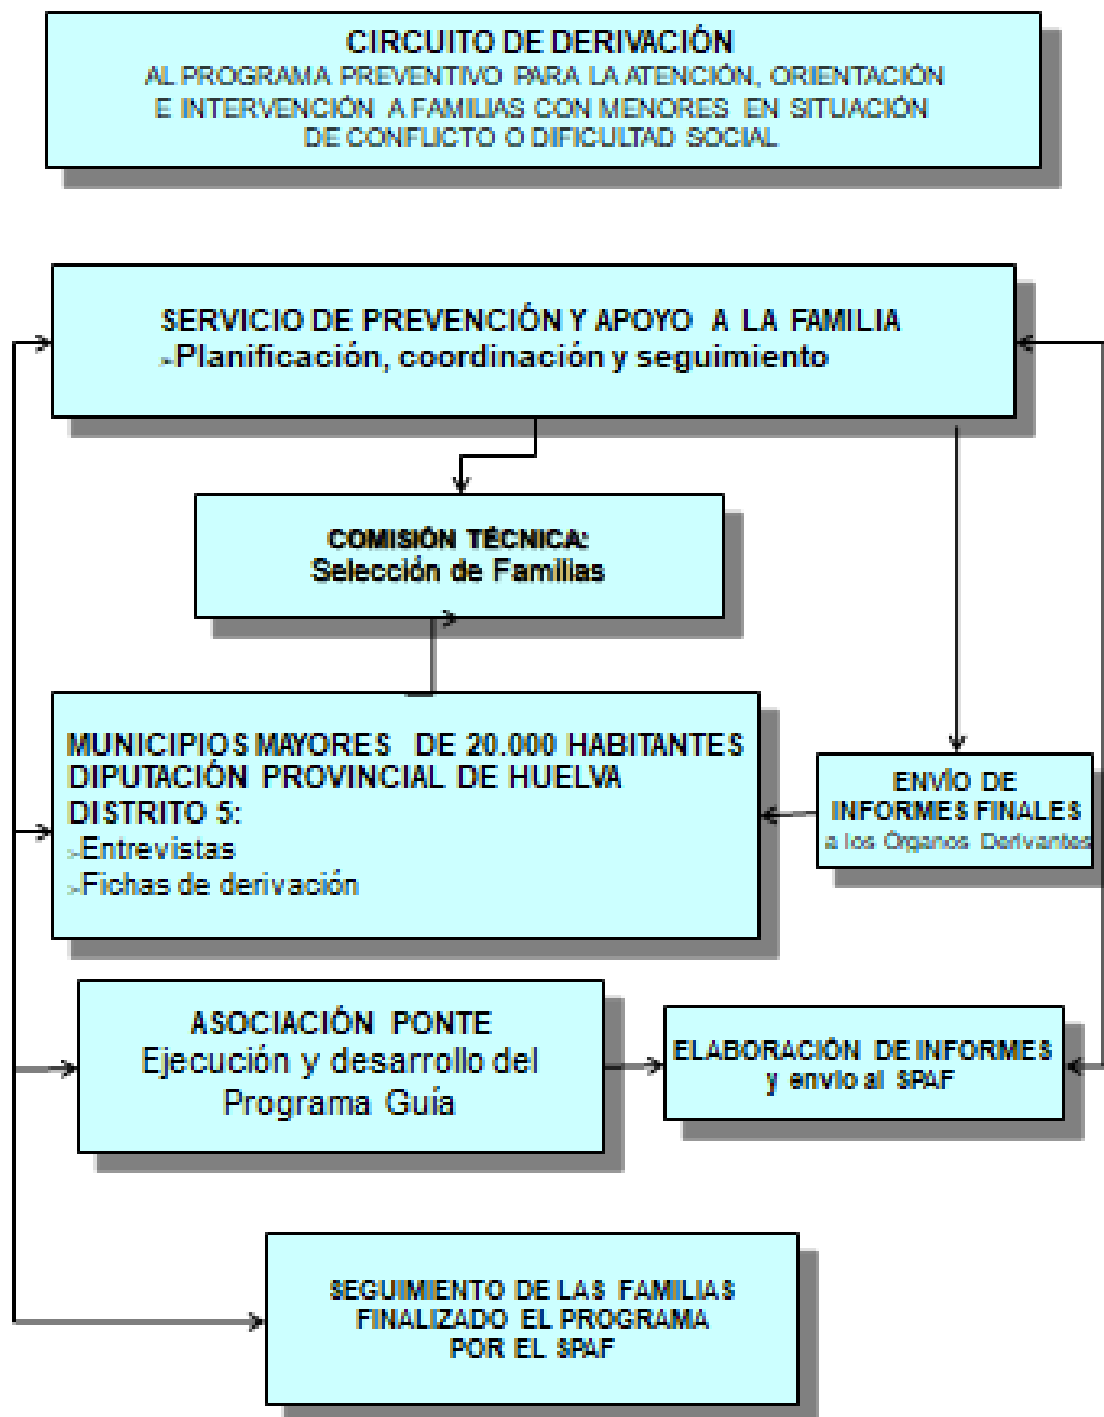 CIRCUITO DE DERIVACIÓN
AL PROGRAMA PREVENTIVO PARA LA ATENCIÓN, ORIENTACIÓN
E INTERVENCIÓN A FAMILIAS CON MENORES EN SITUACIÓN
DE CONFLICTO O DIFICULTAD SOCIAL
SERVICIO DE PREVENCIÓN Y APOYO A LA FAMILIA
➢Planificación, coordinación y seguimiento
COMISIÓN TÉCNICA:
Selección de Familias
MUNICIPIOS MAYORES DE 20.000 HABITANTES
DIPUTACIÓN PROVINCIAL DE HUELVA
DISTRITO 5:
➢Entrevistas
➢Fichas de derivación
ENVÍO DE
INFORMES FINALES
a los Órganos Derivantes
ASOCIACIÓN PONTE
Ejecución y desarrollo del
Programa Guía
ELABORACIÓN DE INFORMES
y envío al SPAF
SEGUIMIENTO DE LAS FAMILIAS
FINALIZADO EL PROGRAMA
POR EL SPAF